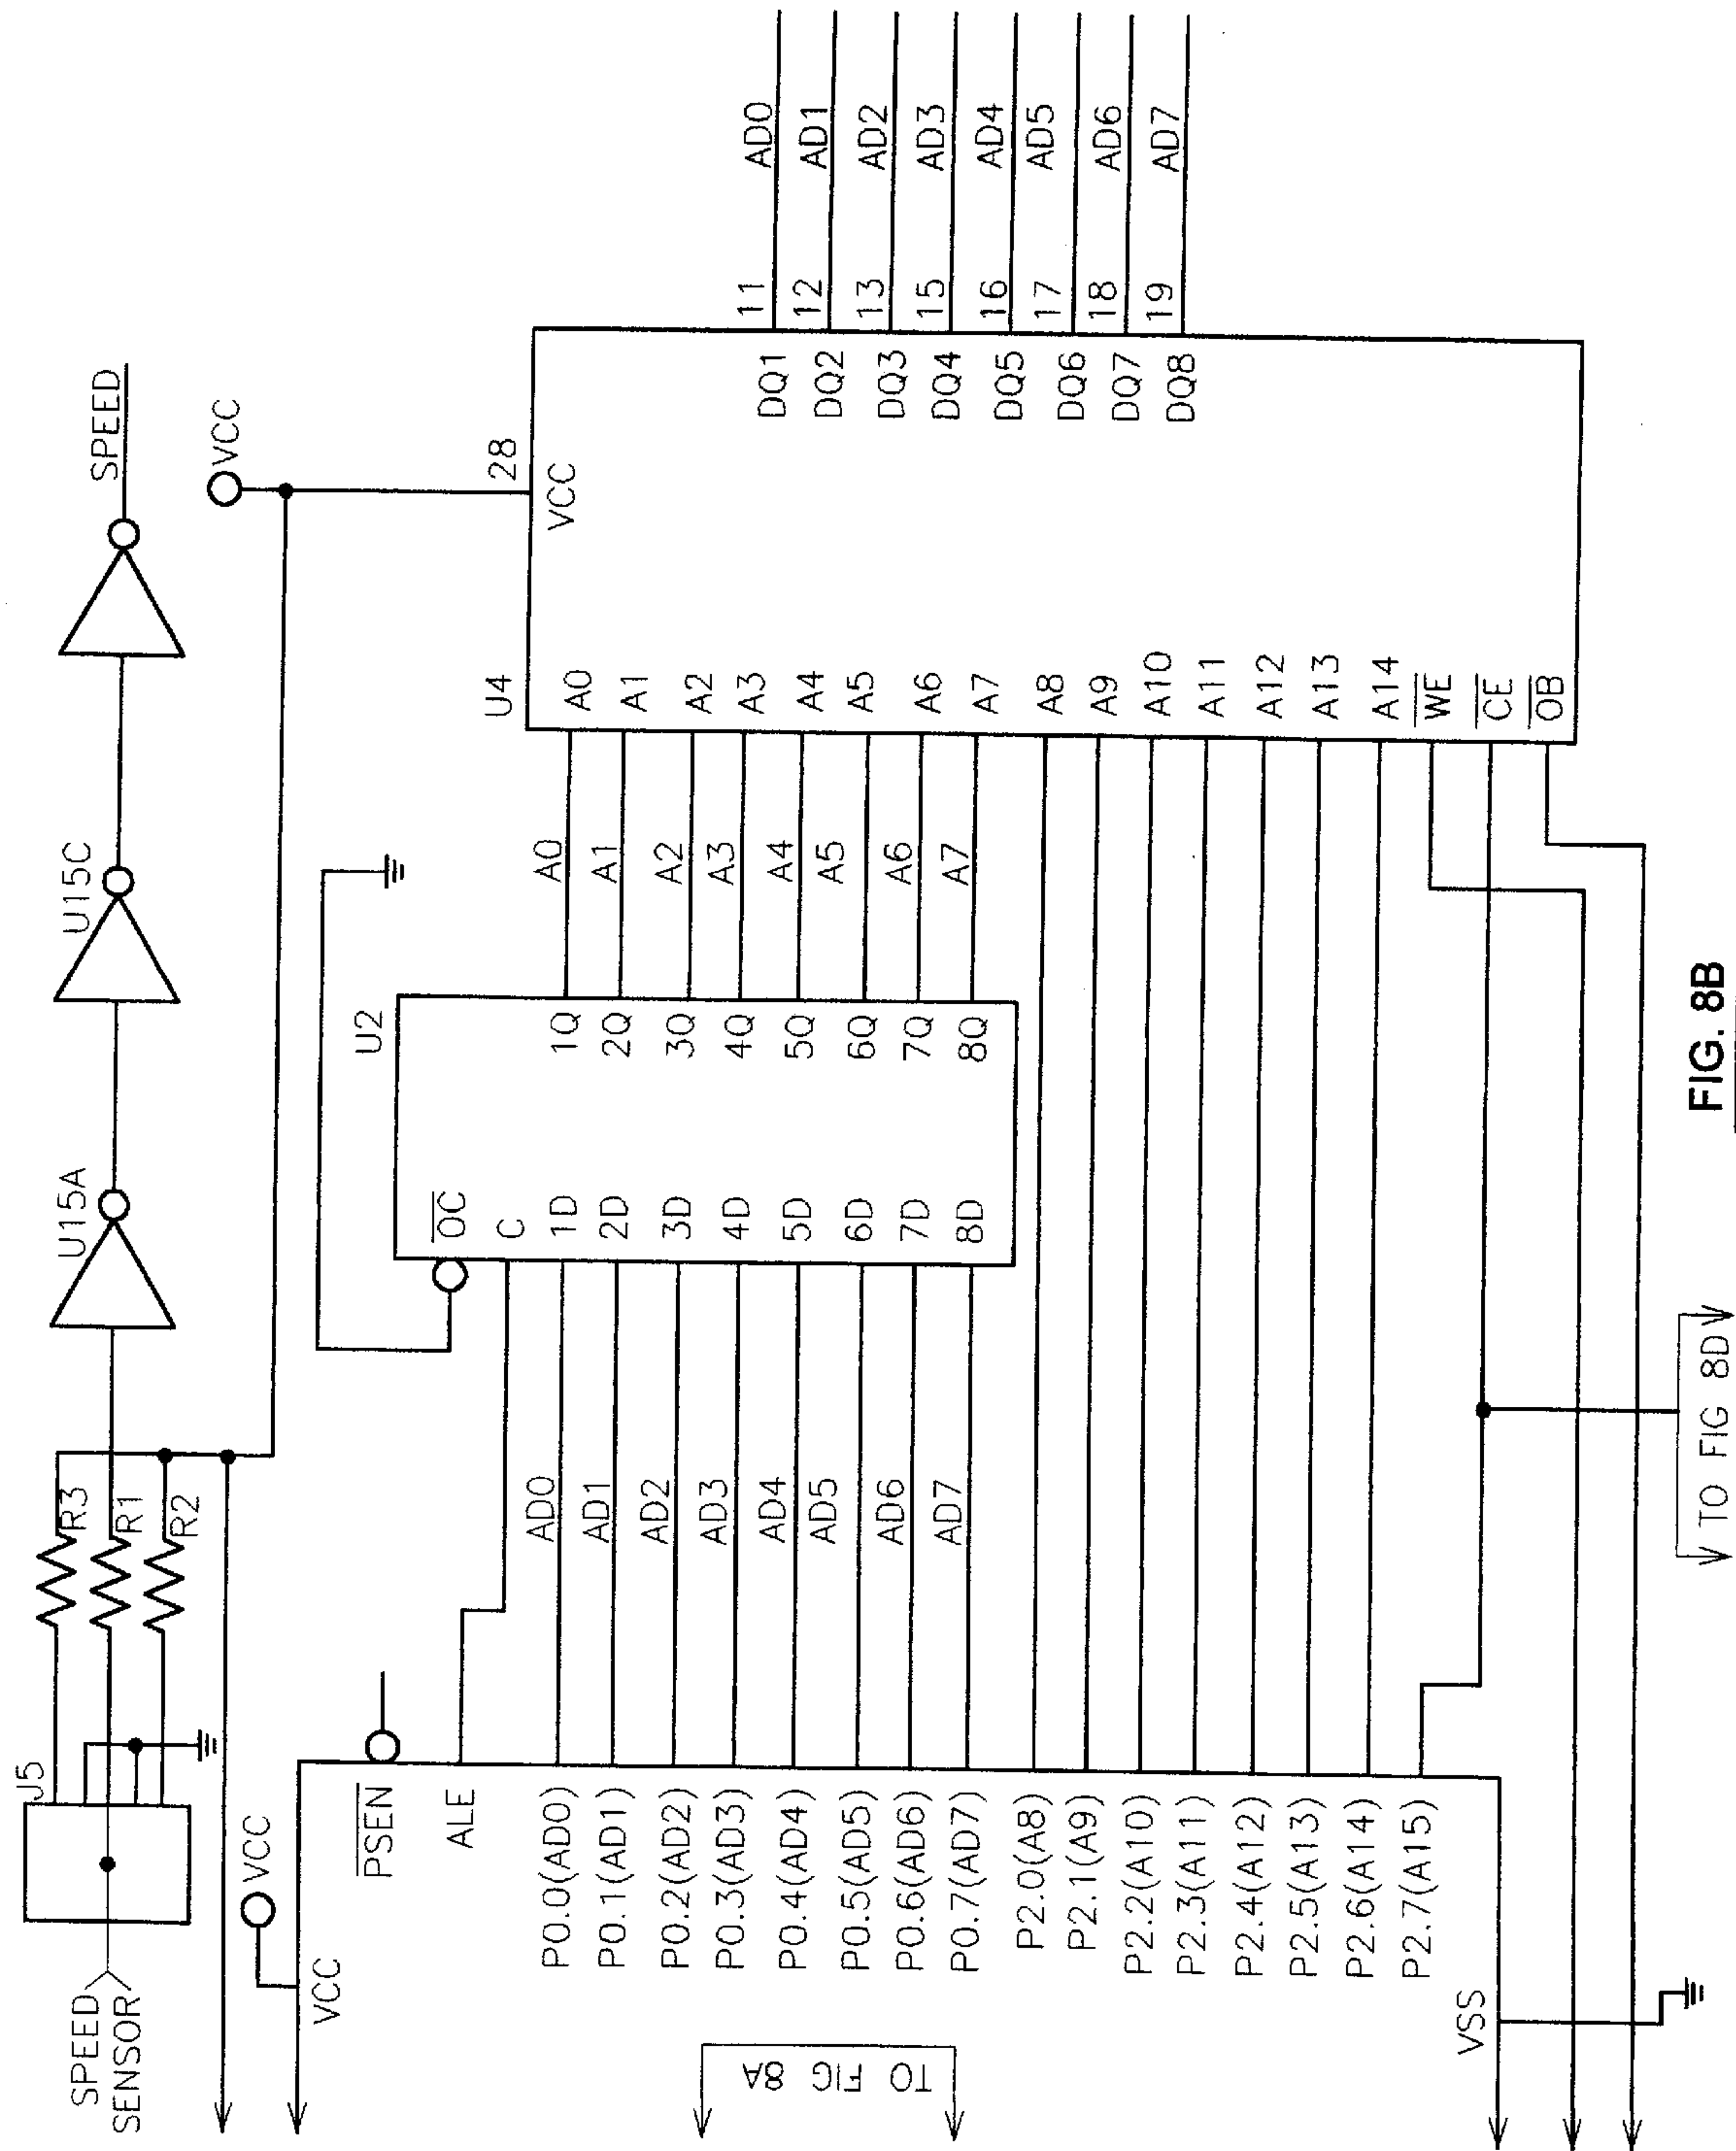 SPEED
SENSOR
J5
R3
R1
R2
U15A
U15C
SPEED
VCC
VCC
VCC
PSEN
ALE
P0.0(AD0)
P0.1(AD1)
P0.2(AD2)
P0.3(AD3)
P0.4(AD4)
P0.5(AD5)
P0.6(AD6)
P0.7(AD7)
P2.0(A8)
P2.1(A9)
P2.2(A10)
P2.3(A11)
P2.4(A12)
P2.5(A13)
P2.6(A14)
P2.7(A15)
VSS
TO FIG 8A
AD0
AD1
AD2
AD3
AD4
AD5
AD6
AD7
U2
OC
C
1D
2D
3D
4D
5D
6D
7D
8D
1Q
2Q
3Q
4Q
5Q
6Q
7Q
8Q
A0
A1
A2
A3
A4
A5
A6
A7
U4
28
VCC
A0
A1
A2
A3
A4
A5
A6
A7
A8
A9
A10
A11
A12
A13
A14
WE
CE
OB
DQ1
DQ2
DQ3
DQ4
DQ5
DQ6
DQ7
DQ8
11
12
13
15
16
17
18
19
AD0
AD1
AD2
AD3
AD4
AD5
AD6
AD7
TO FIG 8D
FIG. 8B